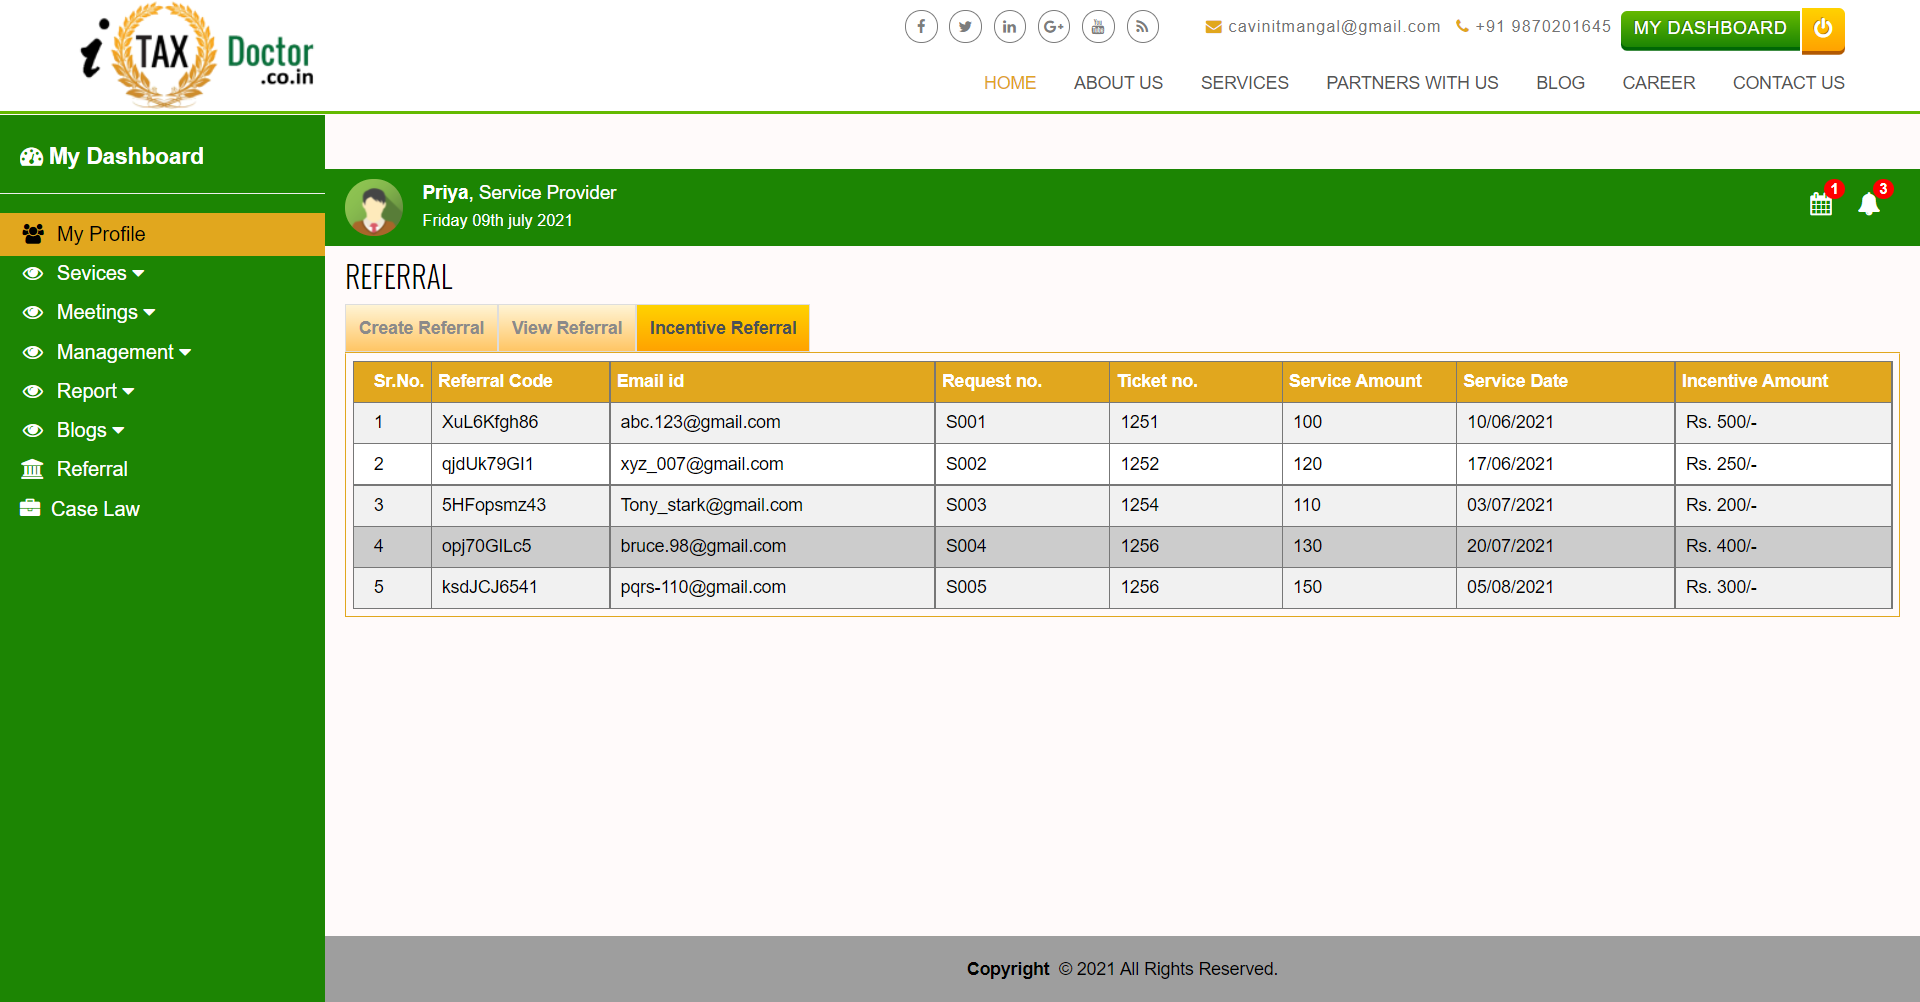 i TAX Doctor
.co.in
cavinitmangal@gmail.com +91 9870201645 MY DASHBOARD
HOME ABOUT US SERVICES PARTNERS WITH US BLOG CAREER CONTACT US
My Dashboard
My Profile
Sevices
Meetings
Management
Report
Blogs
Referral
Case Law
Priya, Service Provider
Friday 09th july 2021
1 3
REFERRAL
Create Referral View Referral Incentive Referral
Sr.No. Referral Code Email id Request no. Ticket no. Service Amount Service Date Incentive Amount
1 XuL6Kfgh86 abc.123@gmail.com S001 1251 100 10/06/2021 Rs. 500/-
2 qjdUk79GI1 xyz_007@gmail.com S002 1252 120 17/06/2021 Rs. 250/-
3 5HFopsmz43 Tony_stark@gmail.com S003 1254 110 03/07/2021 Rs. 200/-
4 opj70GILc5 bruce.98@gmail.com S004 1256 130 20/07/2021 Rs. 400/-
5 ksdJCJ6541 pqrs-110@gmail.com S005 1256 150 05/08/2021 Rs. 300/-
Copyright © 2021 All Rights Reserved.